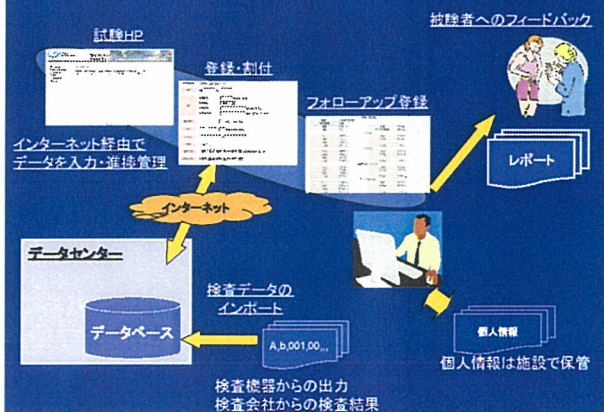 被験者へのフィードバック
試験HP
登録・割付
フォローアップ登録
インターネット経由で
データを入力・進捗管理
レポート
インターネット
データセンター
検査データの
インポート
データベース
A,b,001,00,,,
個人情報
個人情報は施設で保管
検査機器からの出力
検査会社からの検査結果